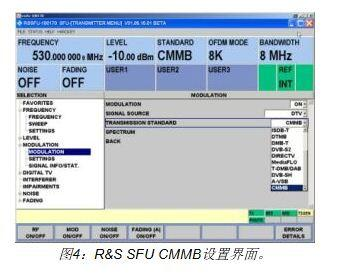 R&SSFU-100170 SFU-[TRANSMITTER MENU] V01.06.10.01 BETA
FILE STATUS HELP HARDKEY
FREQUENCY LEVEL STANDARD OFDM MODE BANDWIDTH
530.000 000 0 MHz -10.00 dBm CMMB 8K 8 MHz
NOISE FADING USER1 USER2 USER3 REF
OFF OFF INT
SELECTION MODULATION
FAVORITES
FREQUENCY
FREQUENCY
SWEEP
SETTINGS
LEVEL
MODULATION
MODULATION
SETTINGS
SIGNAL INFO/STAT.
DIGITAL TV
INTERFERER
IMPAIRMENTS
NOISE
FADING
MODULATION ON
SIGNAL SOURCE DTV
TRANSMISSION STANDARD CMMB
SPECTRUM
BACK
ISDB-T
DTMB
DMB-T
DVB-S2
DIRECTV
MediaFLO
T-DMB/DAB
DVB-SH
A-VSB
CMMB
RF ON/OFF
MOD ON/OFF
NOISE ON/OFF
FADING (A) ON/OFF
ERROR DETAILS
图4：R&S SFU CMMB设置界面。